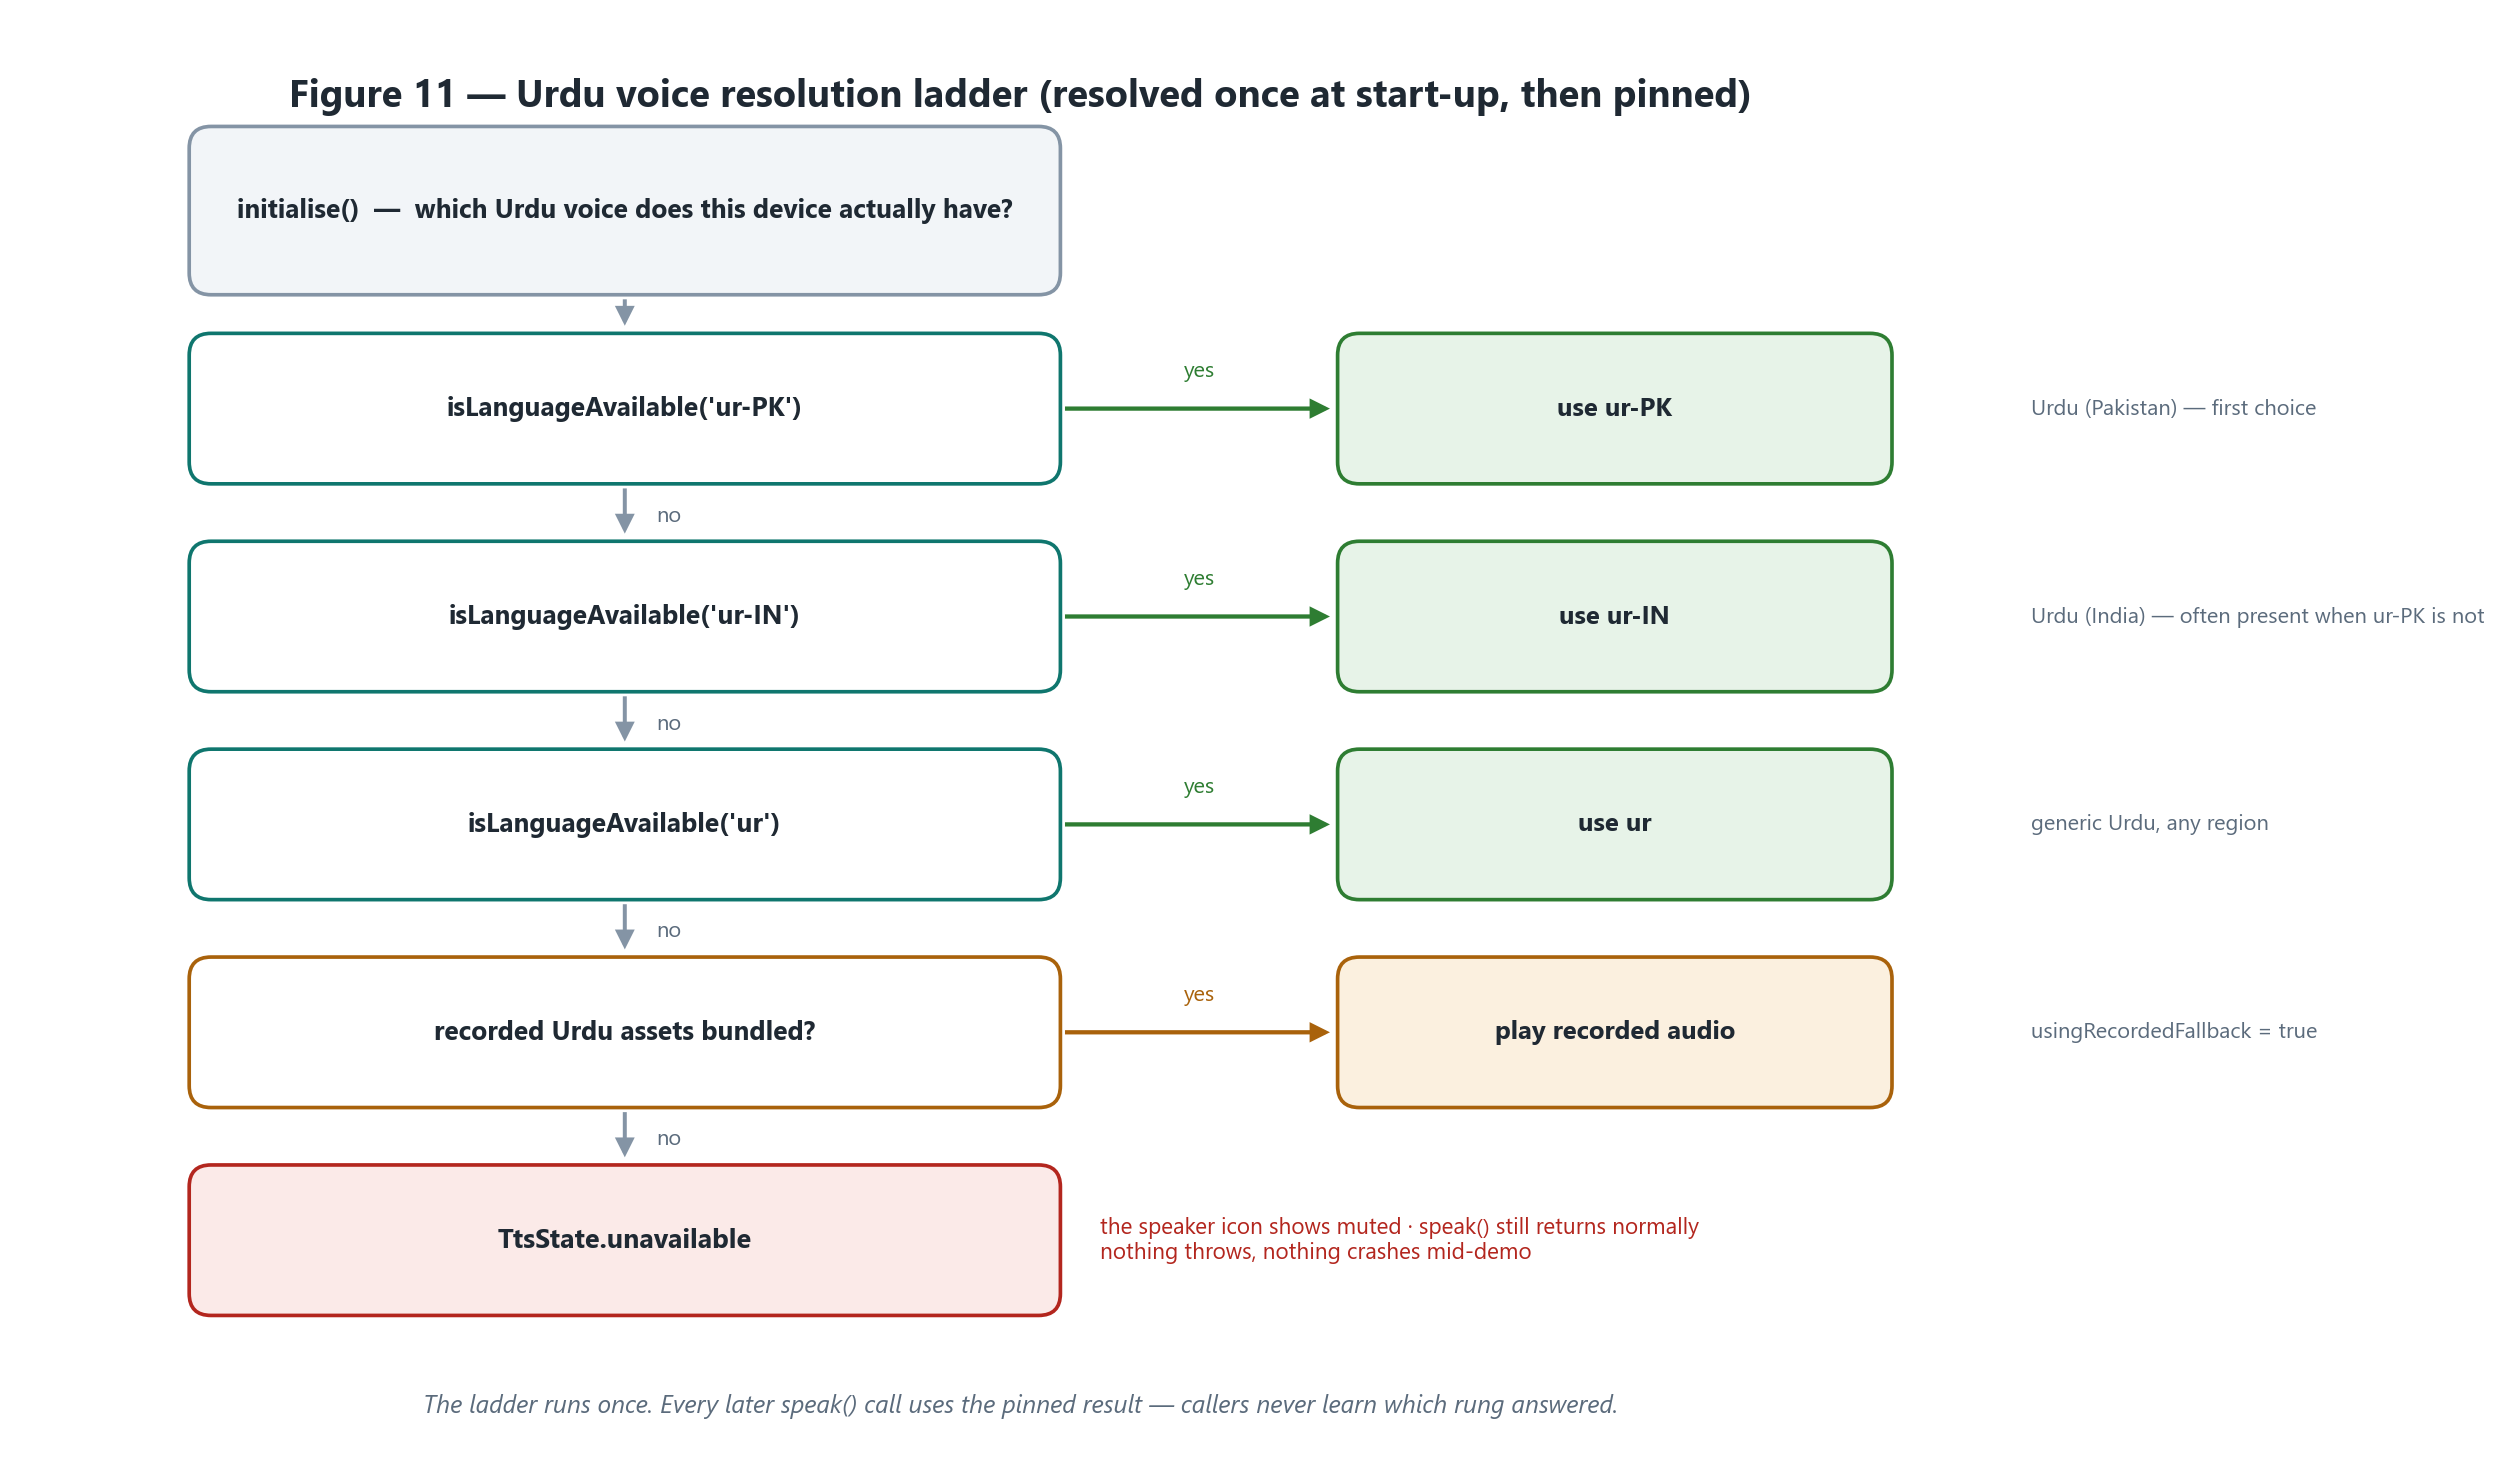 Figure 11 — Urdu voice resolution ladder (resolved once at start-up, then pinned)
initialise() — which Urdu voice does this device actually have?
isLanguageAvailable('ur-PK')
yes
use ur-PK
Urdu (Pakistan) — first choice
no
isLanguageAvailable('ur-IN')
yes
use ur-IN
Urdu (India) — often present when ur-PK is not
no
isLanguageAvailable('ur')
yes
use ur
generic Urdu, any region
no
recorded Urdu assets bundled?
yes
play recorded audio
usingRecordedFallback = true
no
TtsState.unavailable
the speaker icon shows muted · speak() still returns normally
nothing throws, nothing crashes mid-demo
The ladder runs once. Every later speak() call uses the pinned result — callers never learn which rung answered.